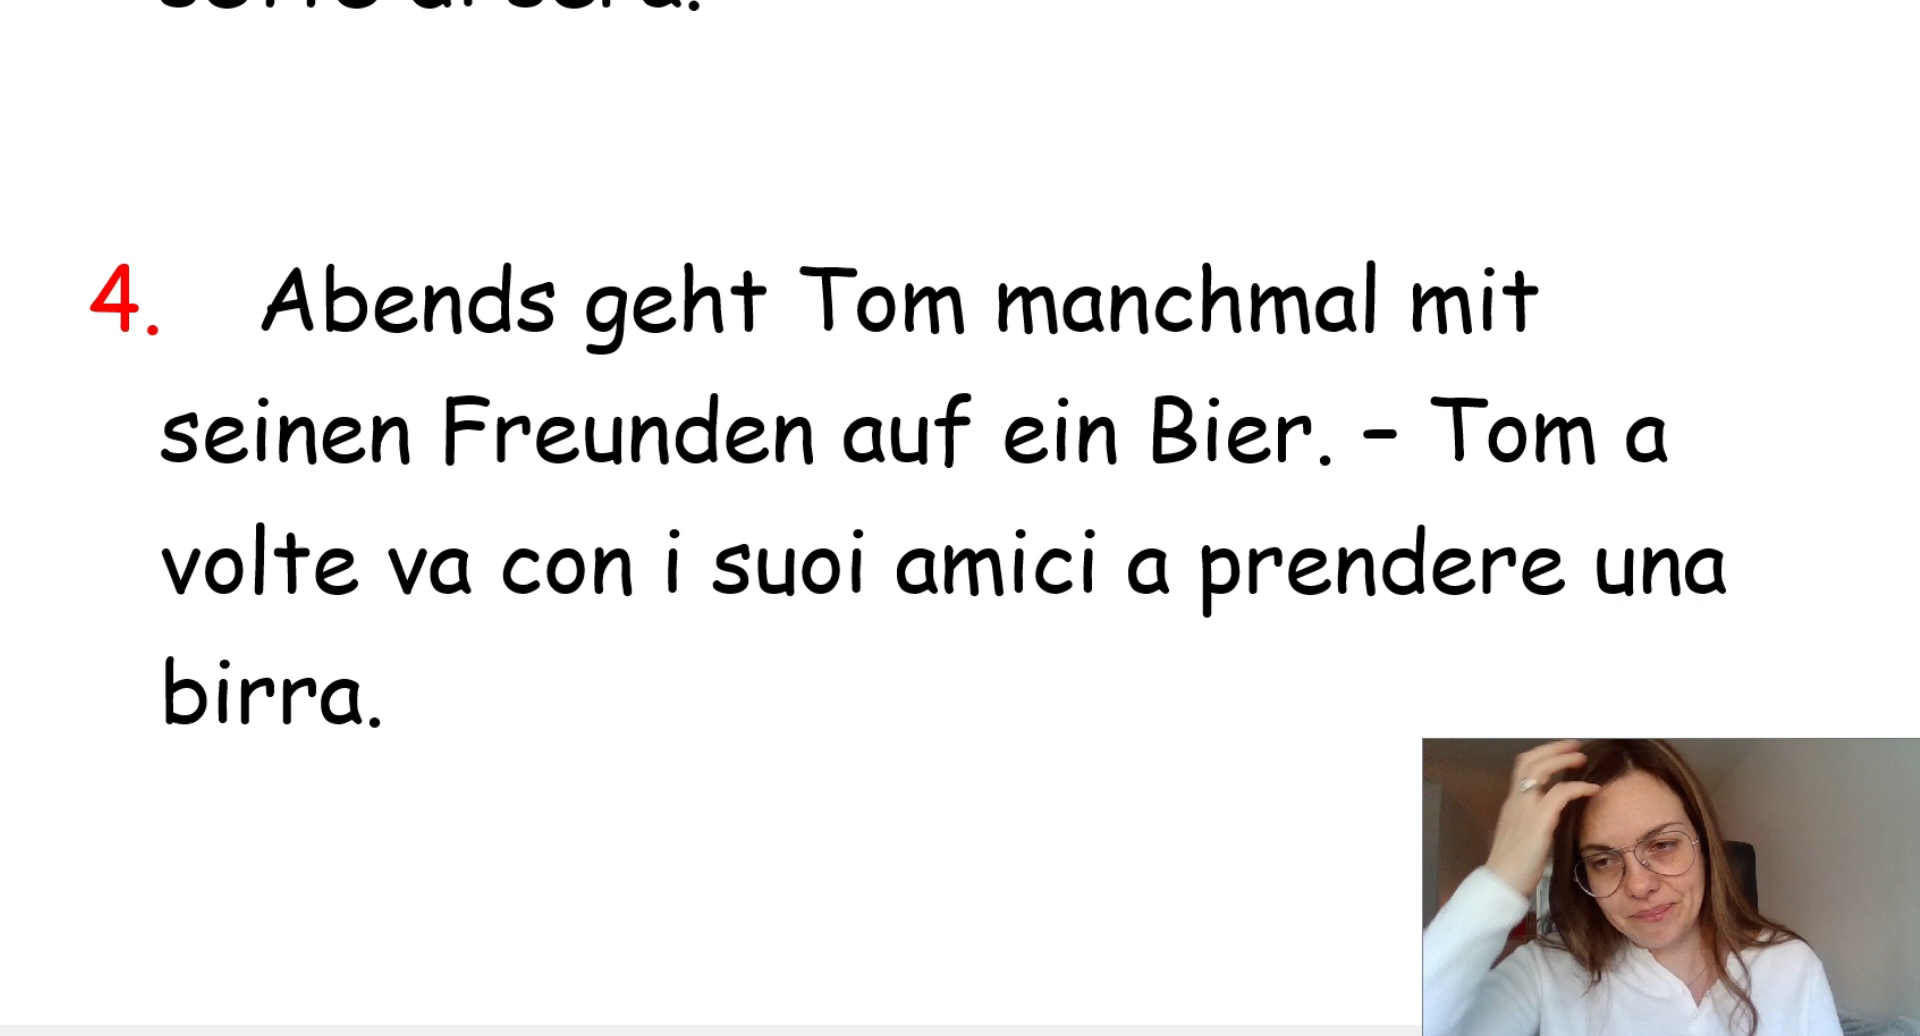 4. Abends geht Tom manchmal mit
seinen Freunden auf ein Bier. – Tom a
volte va con i suoi amici a prendere una
birra.